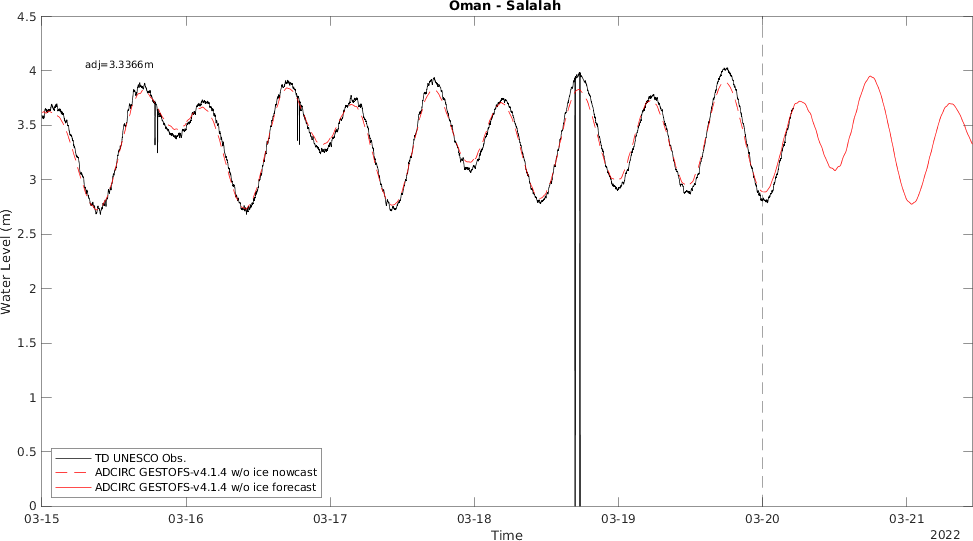 Oman - Salalah
4.5
adj=3.3366m
4
3.5
3
2.5
2
1.5
1
0.5
0
Water Level (m)
TD UNESCO Obs.
ADCIRC GESTOFS-v4.1.4 w/o ice nowcast
ADCIRC GESTOFS-v4.1.4 w/o ice forecast
03-15 03-16 03-17 03-18 03-19 03-20 03-21
Time
2022